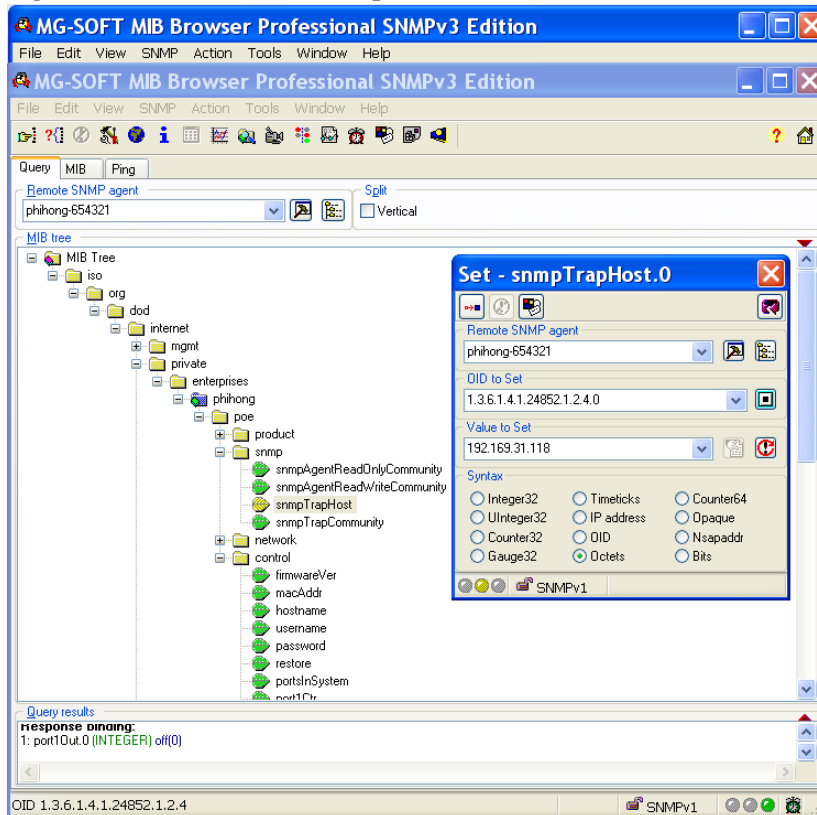 MG-SOFT MIB Browser Professional SNMPv3 Edition
File Edit View SNMP Action Tools Window Help
MG-SOFT MIB Browser Professional SNMPv3 Edition
File Edit View SNMP Action Tools Window Help
Query MIB Ping
Remote SNMP agent
phihong-654321
Split
Vertical
MIB tree
MIB Tree
iso
org
dod
internet
mgmt
private
enterprises
phihong
poe
product
snmp
snmpAgentReadOnlyCommunity
snmpAgentReadWriteCommunity
snmpTrapHost
snmpTrapCommunity
network
control
firmwareVer
macAddr
hostname
username
password
restore
portsInSystem
port1Ctr
Set - snmpTrapHost.0
Remote SNMP agent
phihong-654321
OID to Set
1.3.6.1.4.1.24852.1.2.4.0
Value to Set
192.169.31.118
Syntax
Integer32 Timeticks Counter64
UInteger32 IP address Opaque
Counter32 OID Nsapaddr
Gauge32 Octets Bits
SNMPv1
Query results
Response binding:
1: port1Out.0 (INTEGER) off(0)
OID 1.3.6.1.4.1.24852.1.2.4
SNMPv1